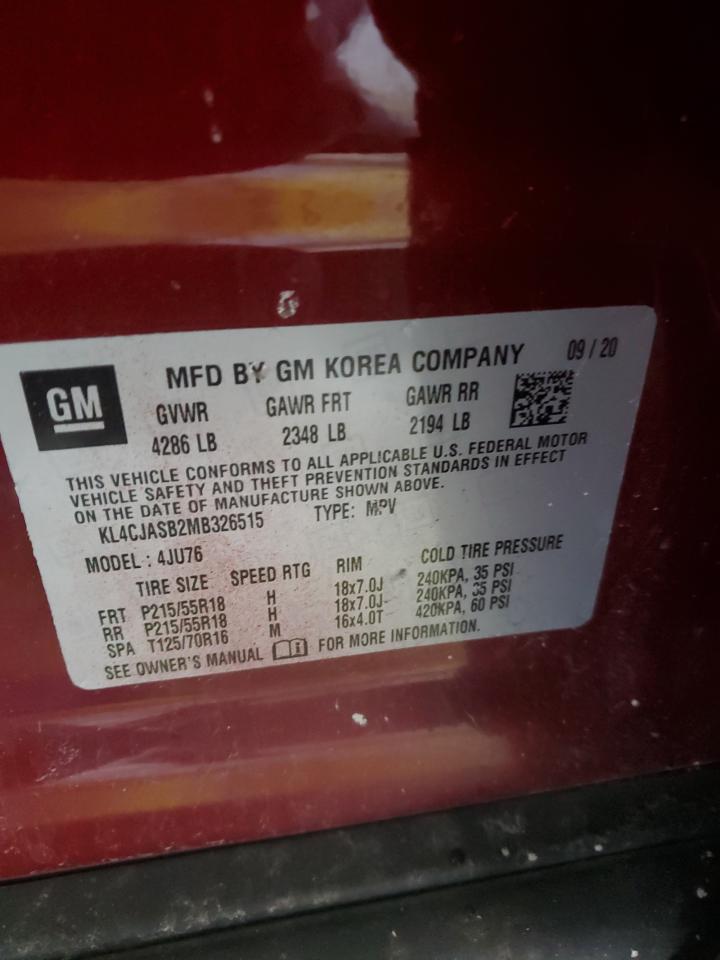 GM
MFD BY GM KOREA COMPANY 09 / 20
GVWR GAWR FRT GAWR RR
4286 LB 2348 LB 2194 LB
THIS VEHICLE CONFORMS TO ALL APPLICABLE U.S. FEDERAL MOTOR
VEHICLE SAFETY AND THEFT PREVENTION STANDARDS IN EFFECT
ON THE DATE OF MANUFACTURE SHOWN ABOVE.
KL4CJASB2MB326515 TYPE: MPV
MODEL : 4JU76
TIRE SIZE SPEED RTG RIM COLD TIRE PRESSURE
FRT P215/55R18 H 18x7.0J 240KPA, 35 PSI
RR P215/55R18 H 18x7.0J 240KPA, 35 PSI
SPA T125/70R16 M 16x4.0T 420KPA, 60 PSI
SEE OWNER'S MANUAL FOR MORE INFORMATION.